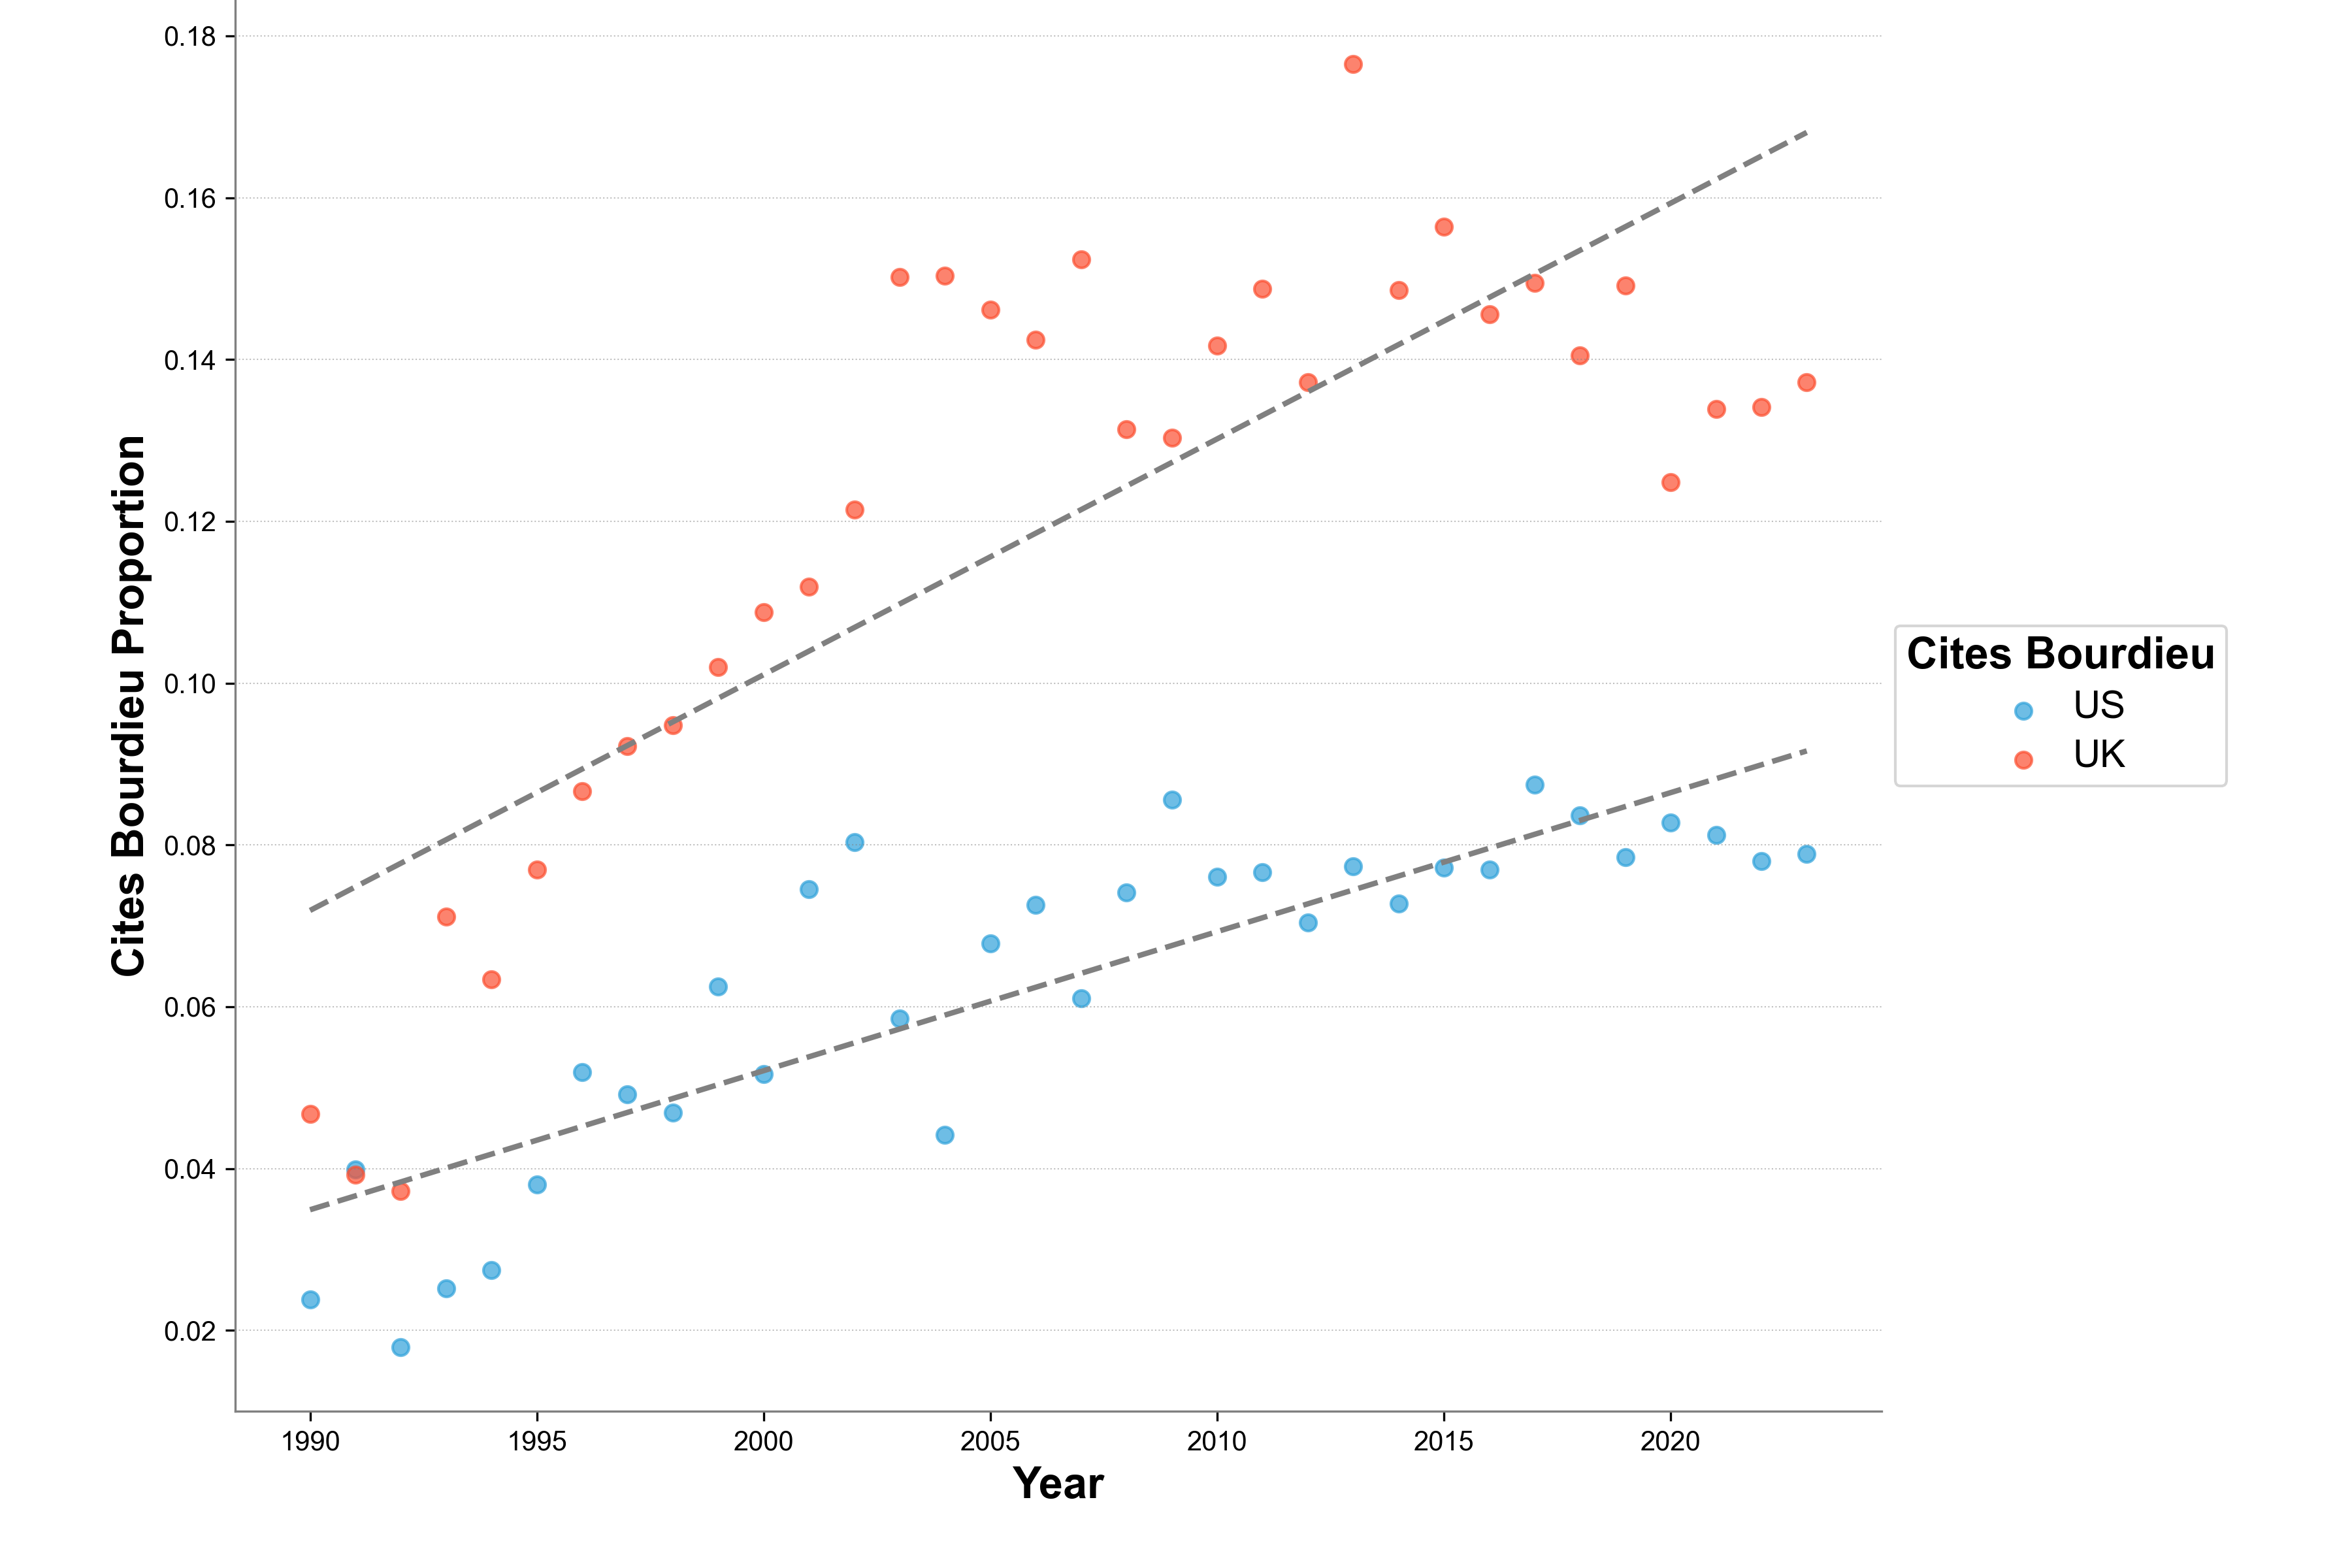 0.18
0.16
0.14
0.12
0.10
0.08
0.06
0.04
0.02
Cites Bourdieu Proportion
1990 1995 2000 2005 2010 2015 2020
Year
Cites Bourdieu
US
UK